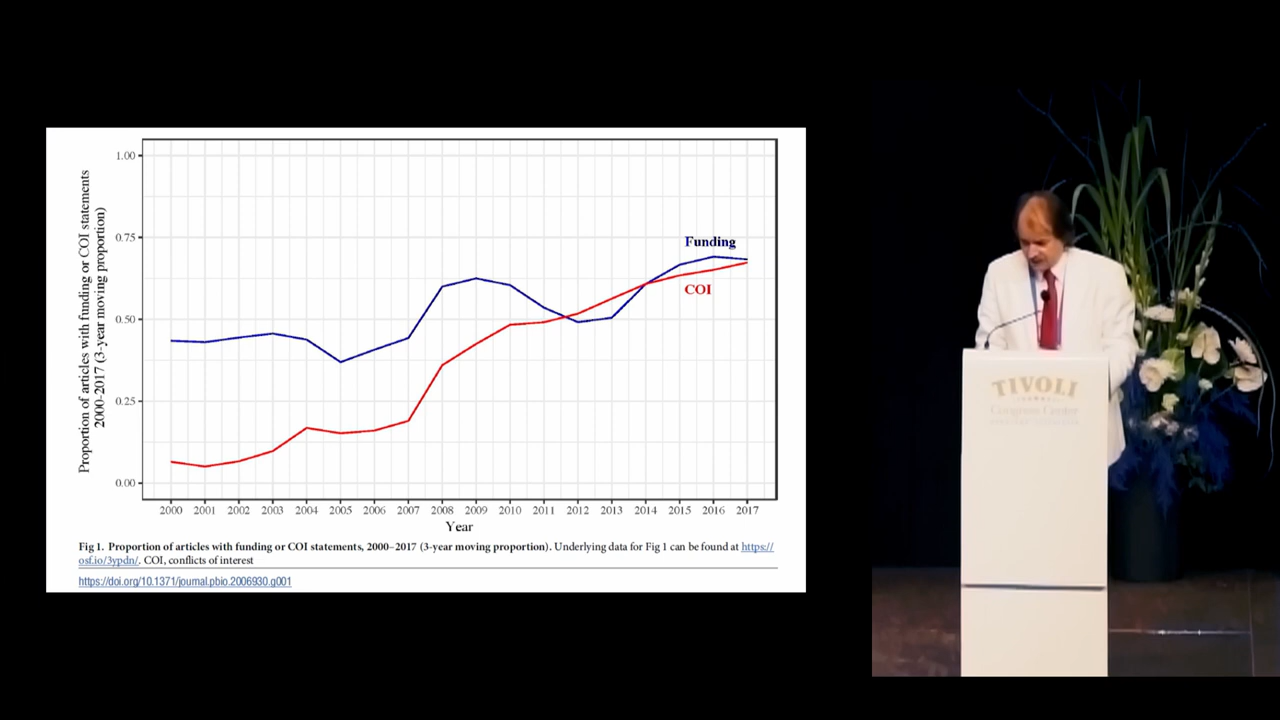 Proportion of articles with funding or COI statements
2000-2017 (3-year moving proportion)
1.00
0.75
0.50
0.25
0.00
Funding
COI
2000 2001 2002 2003 2004 2005 2006 2007 2008 2009 2010 2011 2012 2013 2014 2015 2016 2017
Year
Fig 1. Proportion of articles with funding or COI statements, 2000–2017 (3-year moving proportion). Underlying data for Fig 1 can be found at https://
osf.io/3ypdn/. COI, conflicts of interest
https://doi.org/10.1371/journal.pbio.2006930.g001
TIVOLI
Congress Center